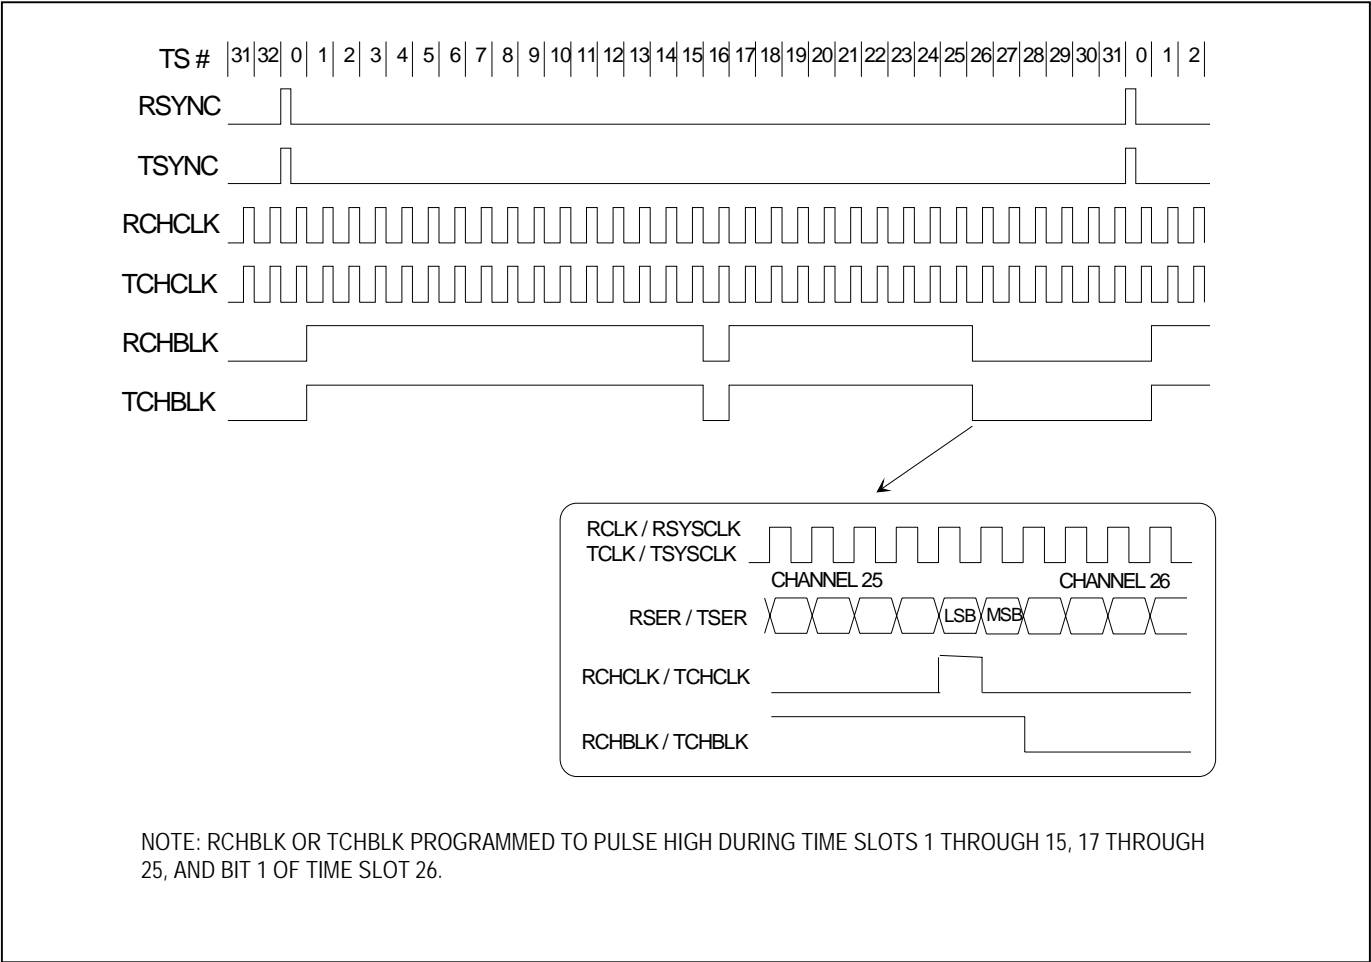 TS # 31 32 0 1 2 3 4 5 6 7 8 9 10 11 12 13 14 15 16 17 18 19 20 21 22 23 24 25 26 27 28 29 30 31 0 1 2
RSYNC
TSYNC
RCHCLK
TCHCLK
RCHBLK
TCHBLK
RCLK / RSYSCLK
TCLK / TSYSCLK
CHANNEL 25 CHANNEL 26
RSER / TSER LSB MSB
RCHCLK / TCHCLK
RCHBLK / TCHBLK
NOTE: RCHBLK OR TCHBLK PROGRAMMED TO PULSE HIGH DURING TIME SLOTS 1 THROUGH 15, 17 THROUGH
25, AND BIT 1 OF TIME SLOT 26.